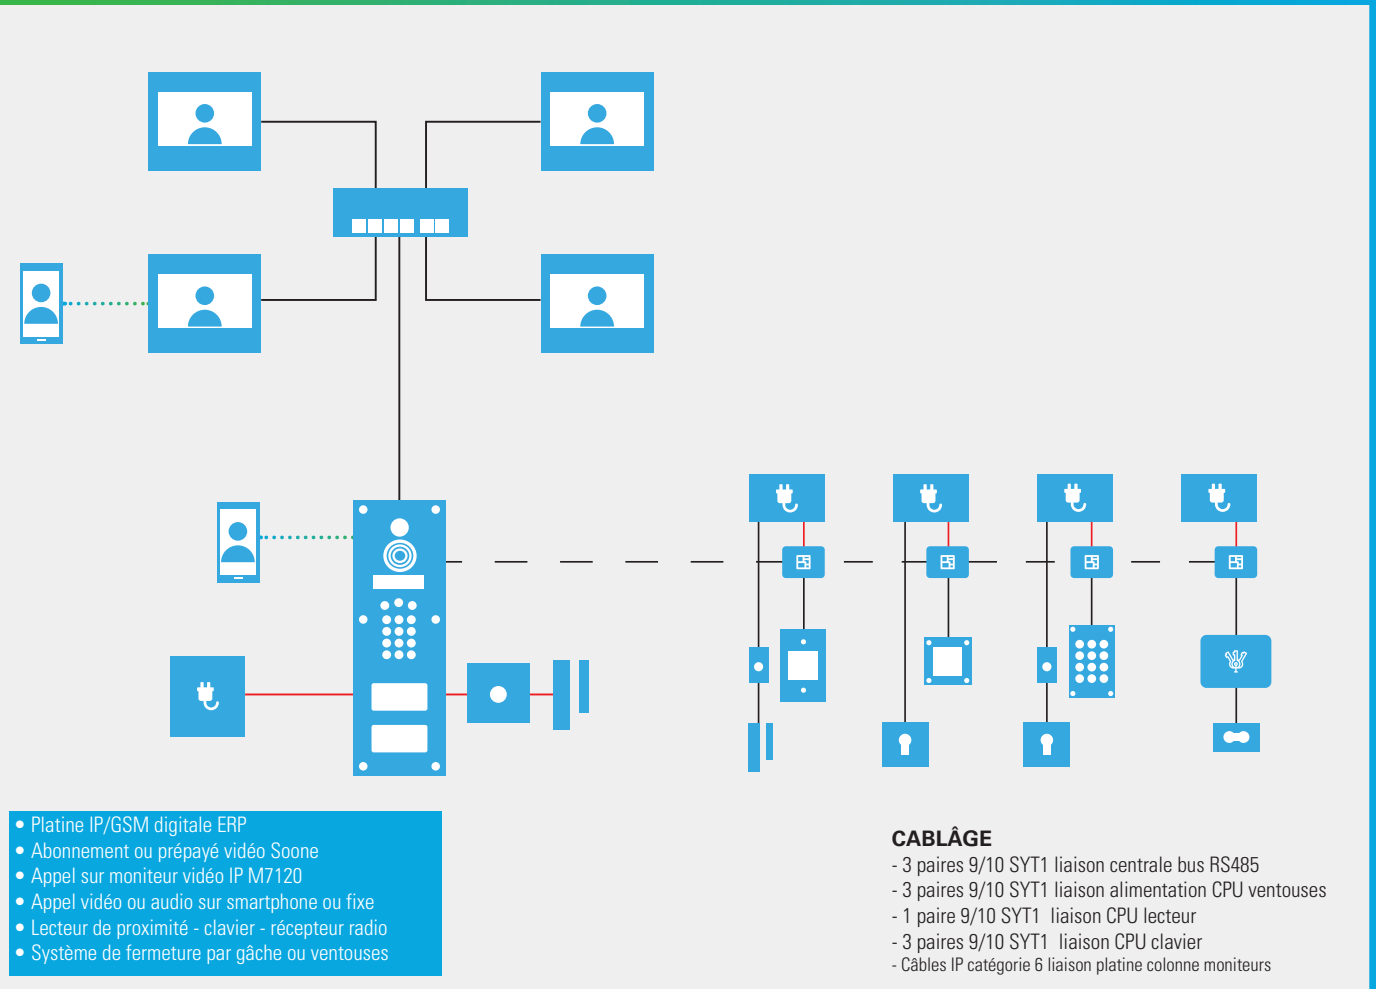 • Platine IP/GSM digitale ERP
• Abonnement ou prépayé vidéo Soone
• Appel sur moniteur vidéo IP M7120
• Appel vidéo ou audio sur smartphone ou fixe
• Lecteur de proximité - clavier - récepteur radio
• Système de fermeture par gâche ou ventouses
CABLÂGE
- 3 paires 9/10 SYT1 liaison centrale bus RS485
- 3 paires 9/10 SYT1 liaison alimentation CPU ventouses
- 1 paire 9/10 SYT1 liaison CPU lecteur
- 3 paires 9/10 SYT1 liaison CPU clavier
- Câbles IP catégorie 6 liaison platine colonne moniteurs